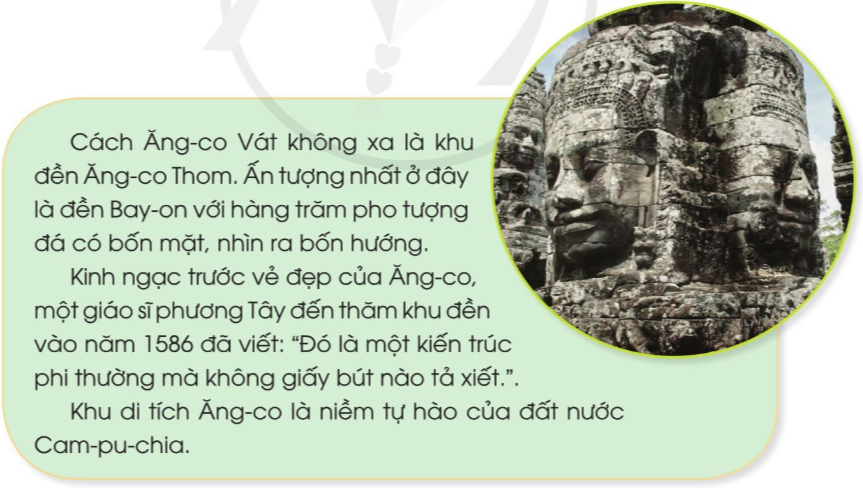 Cách Ăng-co Vát không xa là khu
đền Ăng-co Thom. Ấn tượng nhất ở đây
là đền Bay-on với hàng trăm pho tượng
đá có bốn mặt, nhìn ra bốn hướng.
Kinh ngạc trước vẻ đẹp của Ăng-co,
một giáo sĩ phương Tây đến thăm khu đền
vào năm 1586 đã viết: “Đó là một kiến trúc
phi thường mà không giấy bút nào tả xiết.”.
Khu di tích Ăng-co là niềm tự hào của đất nước
Cam-pu-chia.